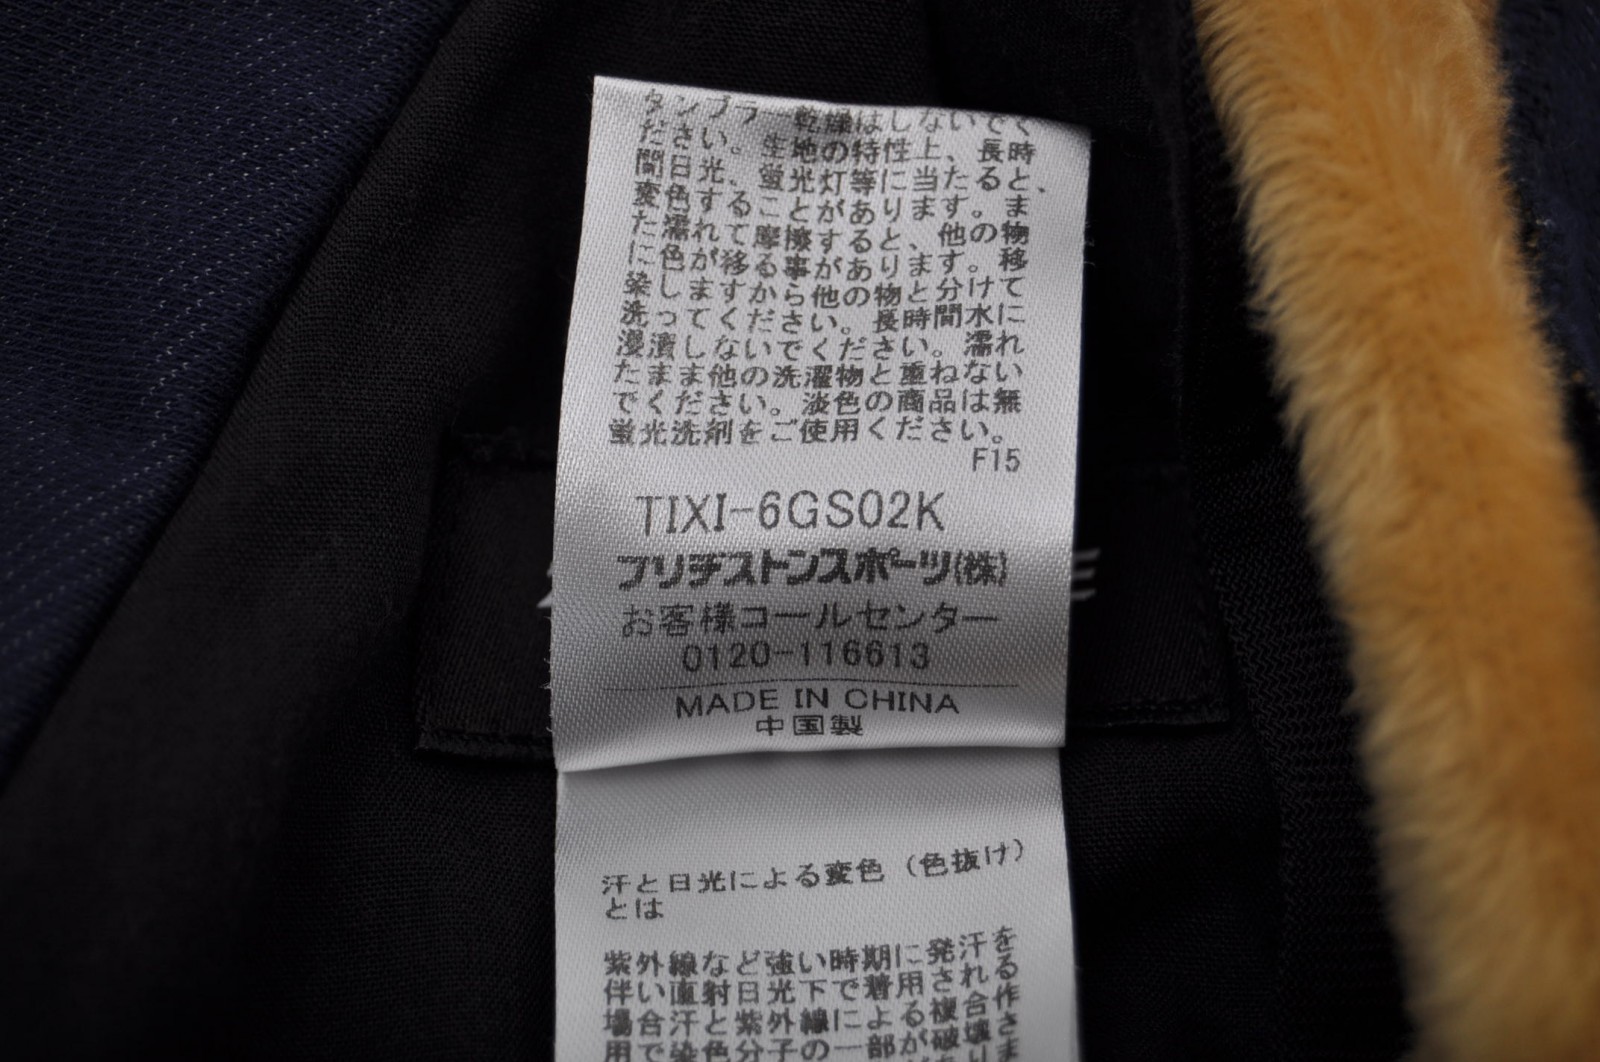 タンブラー乾燥はしないでく
ださい。生地の特性上、長時
間日光、蛍光灯等に当たると、
変色することがあります。ま
た濡れて摩擦すると、他の物
に色が移る事があります。移
染しますから他の物と分けて
洗ってください。長時間水に
浸漬しないでください。濡れ
たまま他の洗濯物と重ねない
でください。淡色の商品は無
蛍光洗剤をご使用ください。
F15
TIXI-6GS02K
ブリヂストンスポーツ(株)
お客様コールセンター
0120-116613
MADE IN CHINA
中国製
汗と日光による変色（色抜け）
とは
紫外線など強い時期に発汗を
伴い直射日光下で着用される
場合汗と紫外線による複合作
用で染色分子の一部が破壊さ